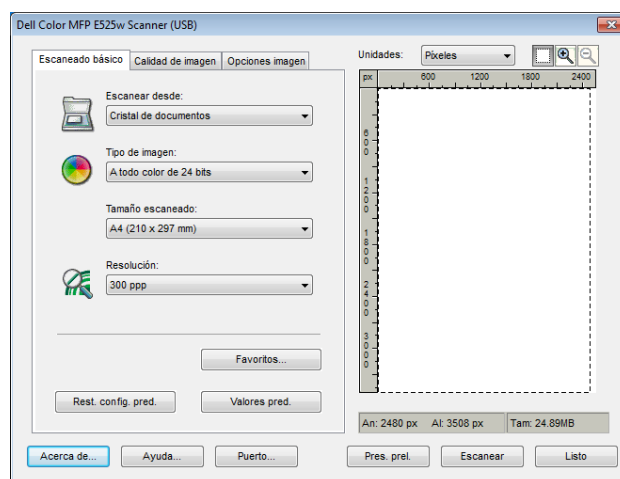 Dell Color MFP E525w Scanner (USB)
Escaneado básico
Calidad de imagen
Opciones imagen
Escanear desde:
Cristal de documentos
Tipo de imagen:
A todo color de 24 bits
Tamaño escaneado:
A4 (210 x 297 mm)
Resolución:
300 ppp
Favoritos...
Rest. config. pred.
Valores pred.
Unidades:
Píxeles
px 600 1200 1800 2400
600
1200
1800
2400
3000
An: 2480 px Al: 3508 px Tam: 24.89MB
Acerca de... Ayuda... Puerto... Pres. prel. Escanear Listo